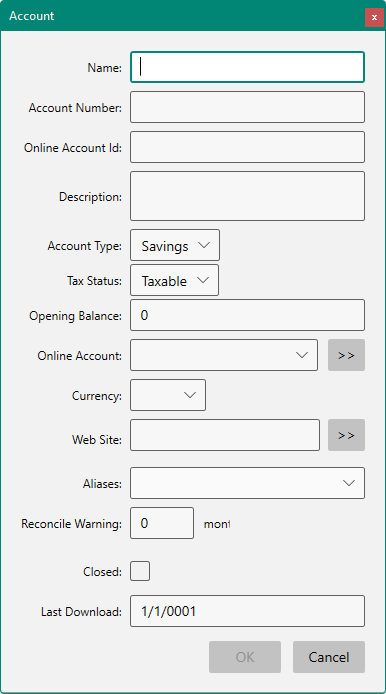 Account
x
Name:
Account Number:
Online Account Id:
Description:
Account Type: Savings
Tax Status: Taxable
Opening Balance: 0
Online Account: >>
Currency:
Web Site: >>
Aliases:
Reconcile Warning: 0 mont
Closed:
Last Download: 1/1/0001
OK Cancel